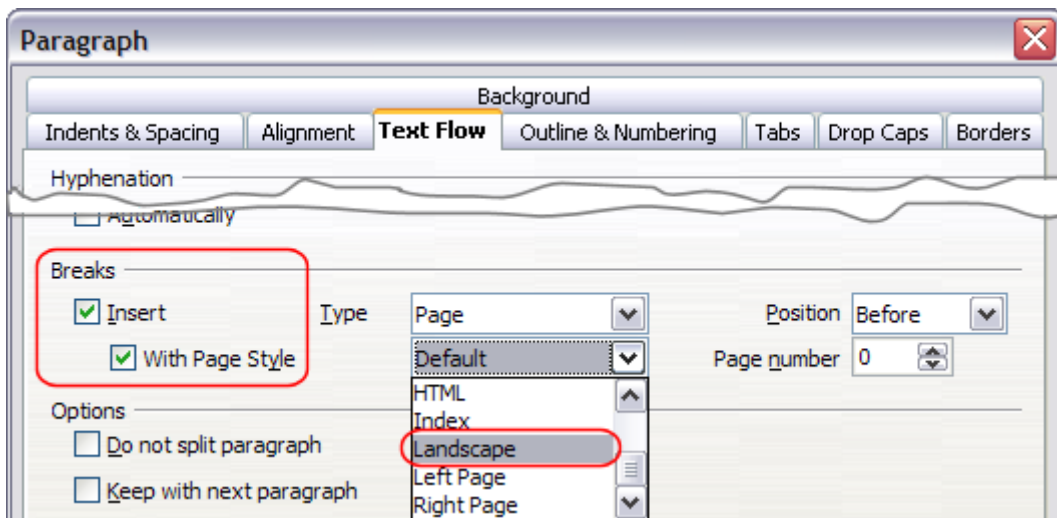 Paragraph
Background
Indents & Spacing Alignment Text Flow Outline & Numbering Tabs Drop Caps Borders
Hyphenation
Automatically
Breaks
Insert Type Page Position Before
With Page Style Default Page number 0
HTML
Index
Options
Do not split paragraph Landscape
Left Page
Keep with next paragraph Right Page